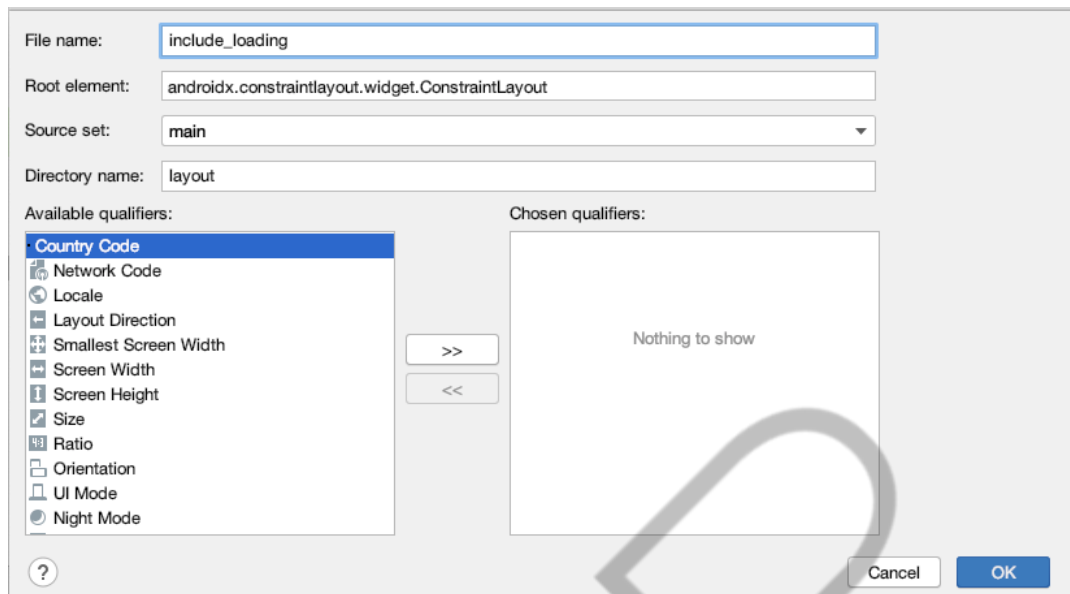 File name: include_loading
Root element: androidx.constraintlayout.widget.ConstraintLayout
Source set: main
Directory name: layout
Available qualifiers:
Chosen qualifiers:
Country Code
Network Code
Locale
Layout Direction
Smallest Screen Width
Screen Width
Screen Height
Size
Ratio
Orientation
UI Mode
Night Mode
>>
<<
Nothing to show
?
Cancel
OK